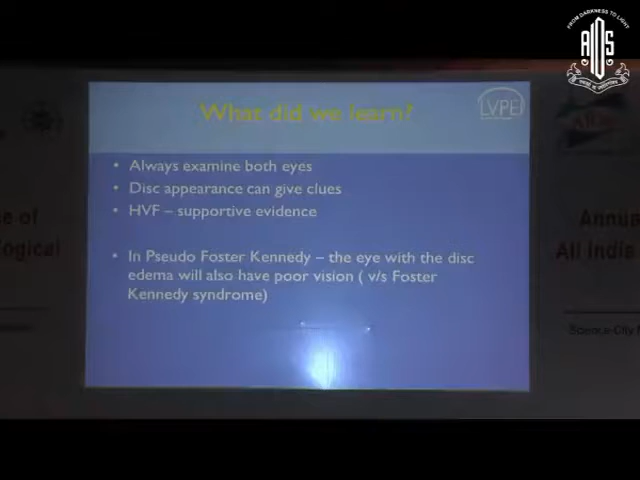 FROM DARKNESS TO LIGHT
AIOS
What did we learn?
LVPEI
• Always examine both eyes
• Disc appearance can give clues
• HVF – supportive evidence
• In Pseudo Foster Kennedy – the eye with the disc
edema will also have poor vision ( v/s Foster
Kennedy syndrome)
se of
ological
Annua
All India
Science-City